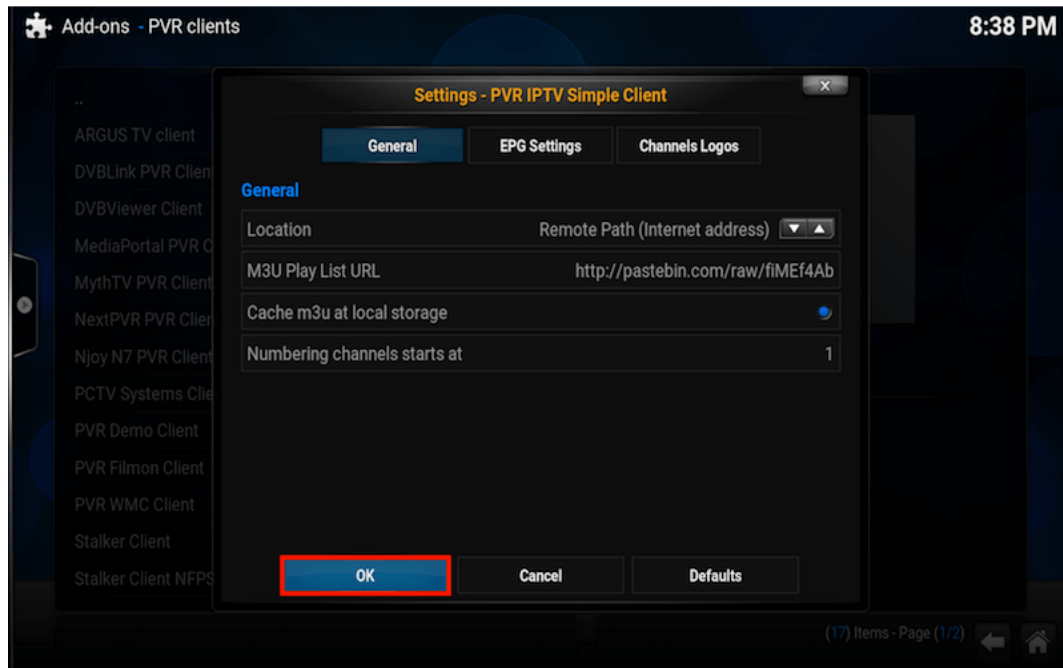 Add-ons - PVR clients
8:38 PM
Settings - PVR IPTV Simple Client
X
General
EPG Settings
Channels Logos
General
Location
Remote Path (Internet address)
M3U Play List URL
http://pastebin.com/raw/fiMEf4Ab
Cache m3u at local storage
Numbering channels starts at
1
OK
Cancel
Defaults
..
ARGUS TV client
DVBLink PVR Clien
DVBViewer Client
MediaPortal PVR C
MythTV PVR Client
NextPVR PVR Clien
Njoy N7 PVR Client
PCTV Systems Clie
PVR Demo Client
PVR Filmon Client
PVR WMC Client
Stalker Client
Stalker Client NFPS
(17) Items - Page (1/2)